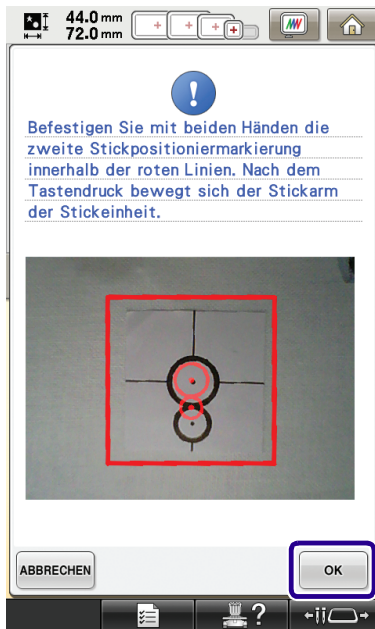 44.0 mm
72.0 mm
Befestigen Sie mit beiden Händen die
zweite Stickpositioniermarkierung
innerhalb der roten Linien. Nach dem
Tastendruck bewegt sich der Stickarm
der Stickeinheit.
ABBRECHEN
OK
?